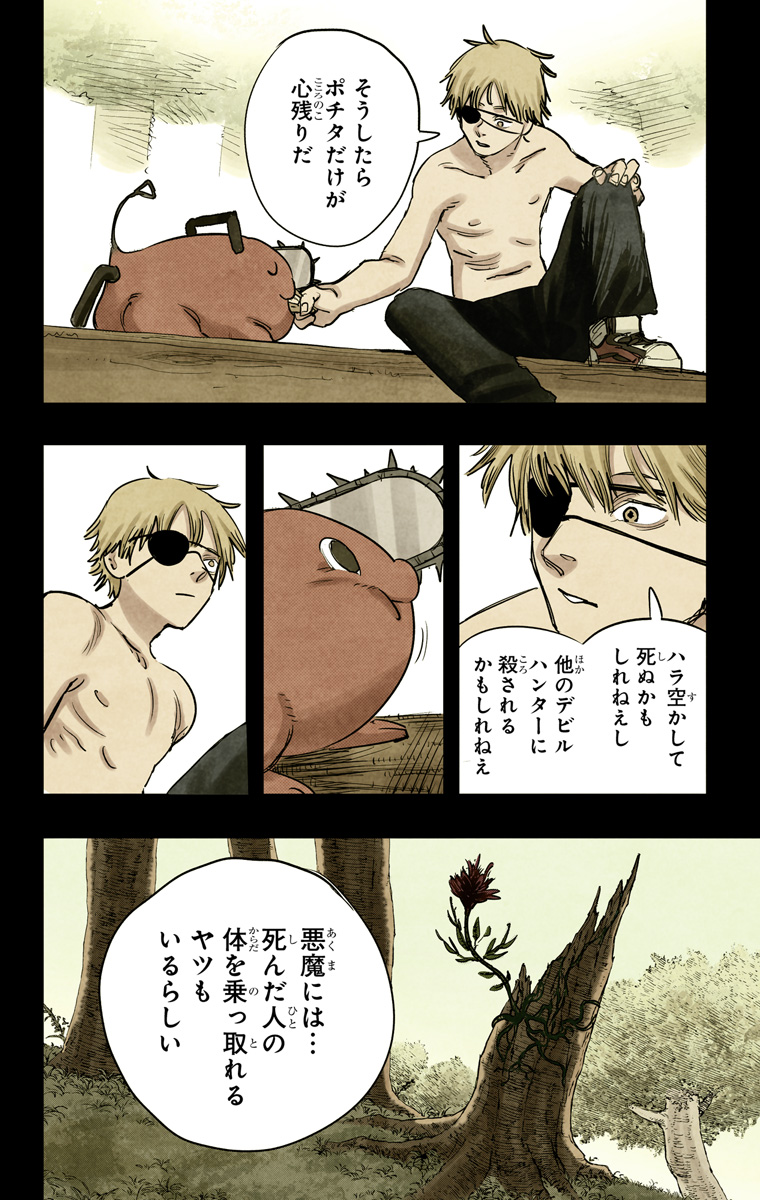 そうしたら
ポチタだけが
心残りだ
ハラ空かして
死ぬかも
しれねえし
他のデビル
ハンターに
殺される
かもしれねえ
悪魔には…
死んだ人の
体を乗っ取れる
ヤツも
いるらしい